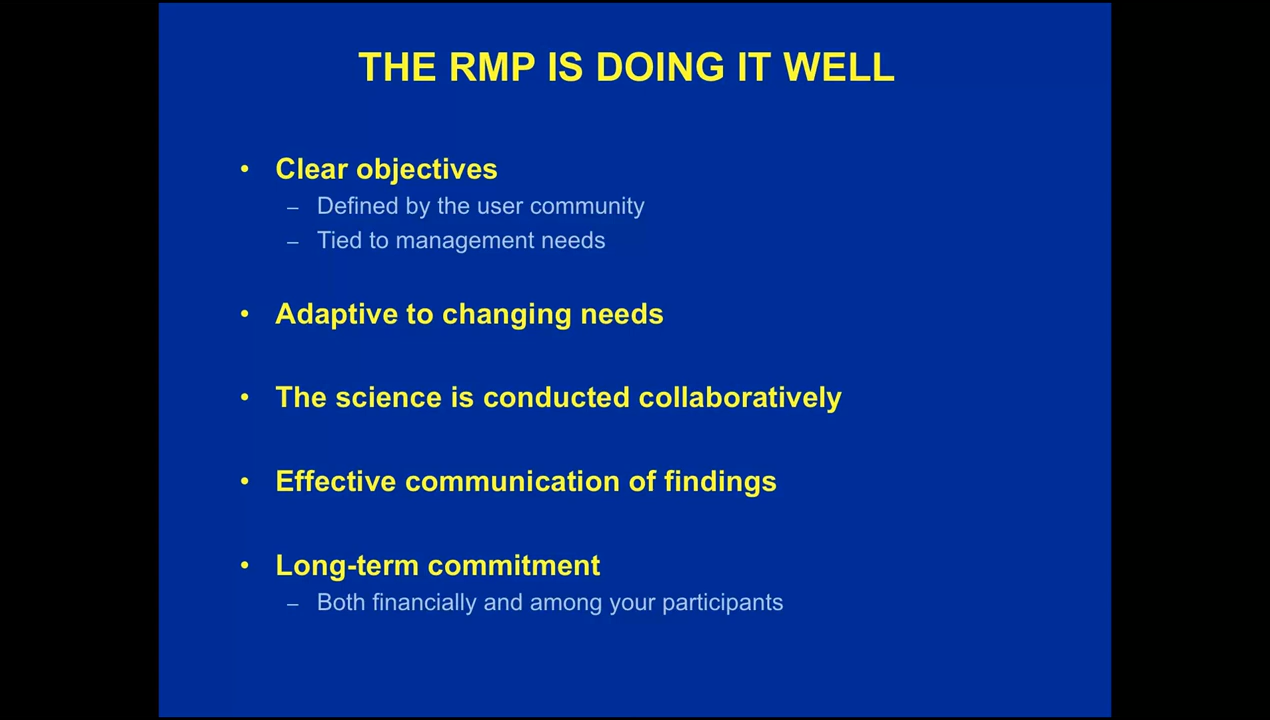 THE RMP IS DOING IT WELL
• Clear objectives
– Defined by the user community
– Tied to management needs
• Adaptive to changing needs
• The science is conducted collaboratively
• Effective communication of findings
• Long-term commitment
– Both financially and among your participants